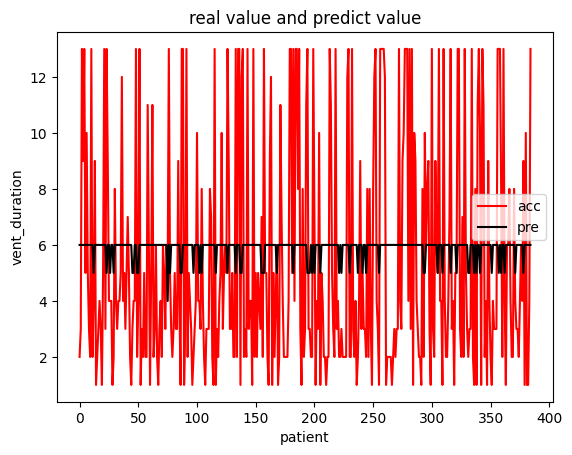 real value and predict value
12
10
8
6
4
2
vent_duration
acc
pre
0 50 100 150 200 250 300 350 400
patient